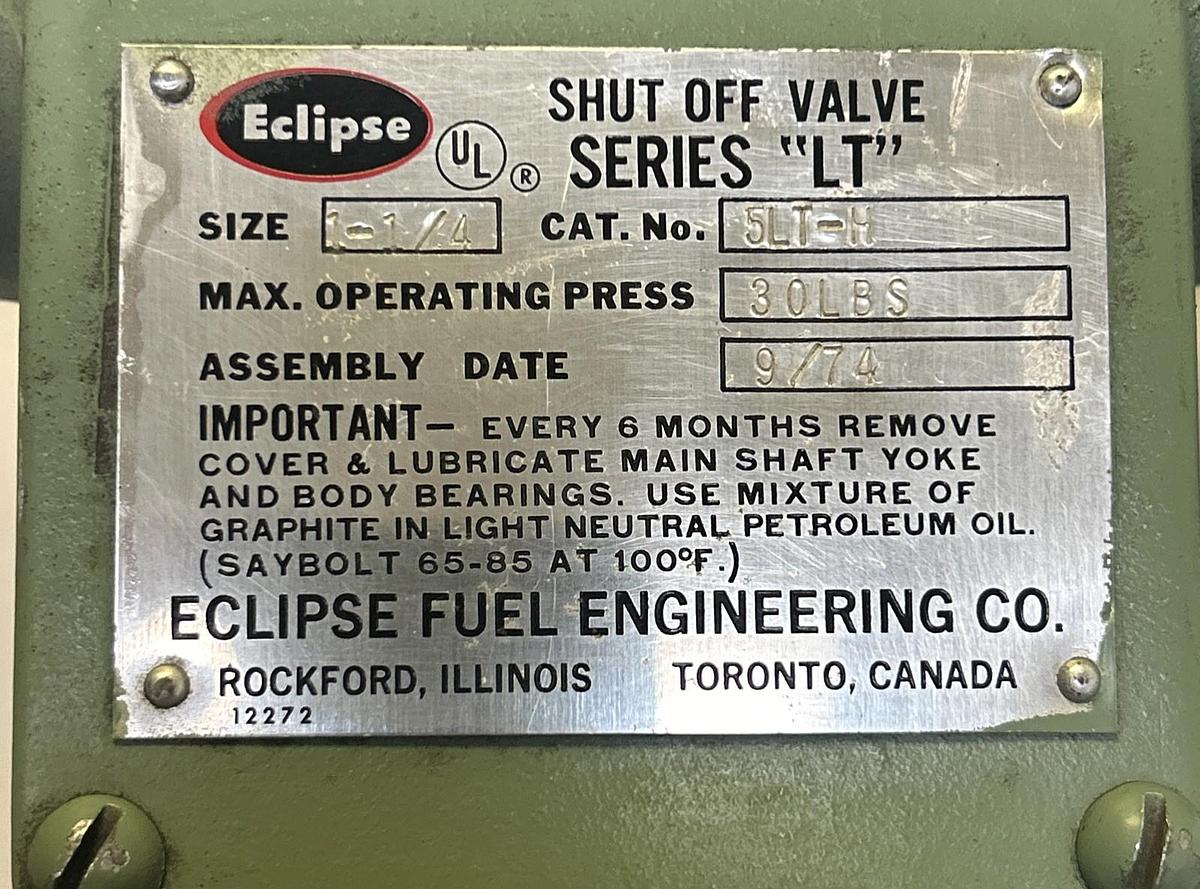 Eclipse
UL ®
SHUT OFF VALVE
SERIES "LT"
SIZE 1-1/4 CAT. No. 5LT-H
MAX. OPERATING PRESS 30LBS
ASSEMBLY DATE 9/74
IMPORTANT— EVERY 6 MONTHS REMOVE
COVER & LUBRICATE MAIN SHAFT YOKE
AND BODY BEARINGS. USE MIXTURE OF
GRAPHITE IN LIGHT NEUTRAL PETROLEUM OIL.
(SAYBOLT 65-85 AT 100°F.)
ECLIPSE FUEL ENGINEERING CO.
ROCKFORD, ILLINOIS TORONTO, CANADA
12272